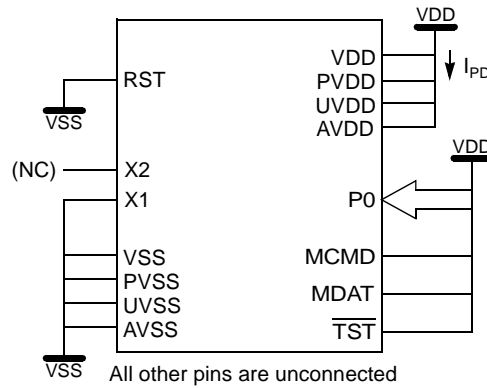 VDD
VDD
PVDD
UVDD
AVDD
I_PD
RST
VSS
VDD
(NC)
X2
X1
P0
VSS
PVSS
UVSS
AVSS
MCMD
MDAT
TST
VSS
All other pins are unconnected